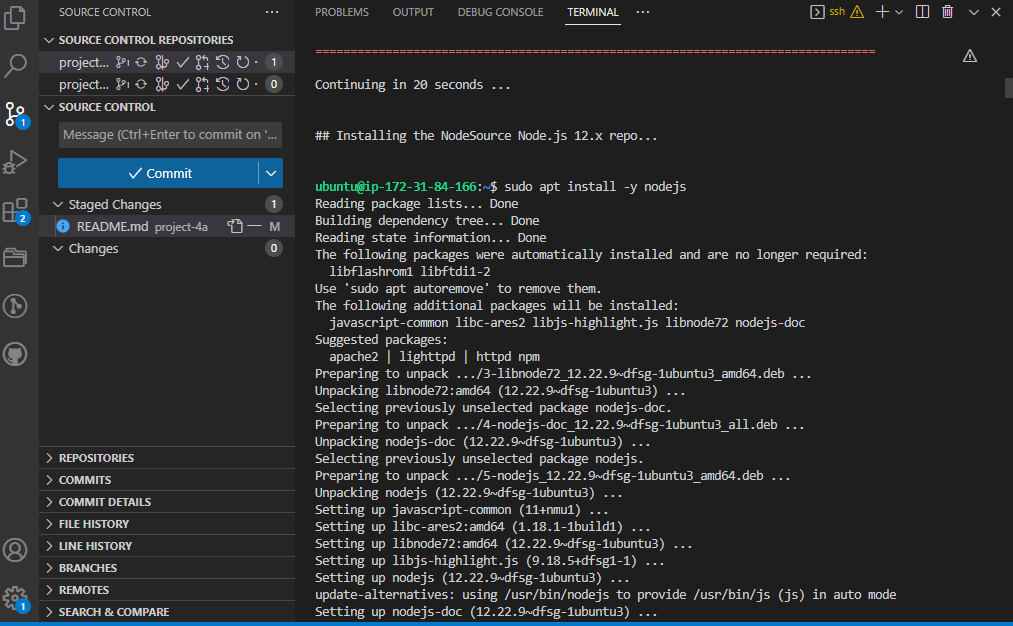 SOURCE CONTROL
SOURCE CONTROL REPOSITORIES
project... 1
project... 0
SOURCE CONTROL
Message (Ctrl+Enter to commit on '...
Commit
Staged Changes 1
README.md project-4a M
Changes 0
REPOSITORIES
COMMITS
COMMIT DETAILS
FILE HISTORY
LINE HISTORY
BRANCHES
REMOTES
SEARCH & COMPARE
1
2
1
PROBLEMS OUTPUT DEBUG CONSOLE TERMINAL ... ssh
================================================================================
Continuing in 20 seconds ...
## Installing the NodeSource Node.js 12.x repo...
ubuntu@ip-172-31-84-166:~$ sudo apt install -y nodejs
Reading package lists... Done
Building dependency tree... Done
Reading state information... Done
The following packages were automatically installed and are no longer required:
libflashrom1 libftdi1-2
Use 'sudo apt autoremove' to remove them.
The following additional packages will be installed:
javascript-common libc-ares2 libjs-highlight.js libnode72 nodejs-doc
Suggested packages:
apache2 | lighttpd | httpd npm
Preparing to unpack .../3-libnode72_12.22.9~dfsg-1ubuntu3_amd64.deb ...
Unpacking libnode72:amd64 (12.22.9~dfsg-1ubuntu3) ...
Selecting previously unselected package nodejs-doc.
Preparing to unpack .../4-nodejs-doc_12.22.9~dfsg-1ubuntu3_all.deb ...
Unpacking nodejs-doc (12.22.9~dfsg-1ubuntu3) ...
Selecting previously unselected package nodejs.
Preparing to unpack .../5-nodejs_12.22.9~dfsg-1ubuntu3_amd64.deb ...
Unpacking nodejs (12.22.9~dfsg-1ubuntu3) ...
Setting up javascript-common (11+nmu1) ...
Setting up libc-ares2:amd64 (1.18.1-1build1) ...
Setting up libnode72:amd64 (12.22.9~dfsg-1ubuntu3) ...
Setting up libjs-highlight.js (9.18.5+dfsg1-1) ...
Setting up nodejs (12.22.9~dfsg-1ubuntu3) ...
update-alternatives: using /usr/bin/nodejs to provide /usr/bin/js (js) in auto mode
Setting up nodejs-doc (12.22.9~dfsg-1ubuntu3) ...